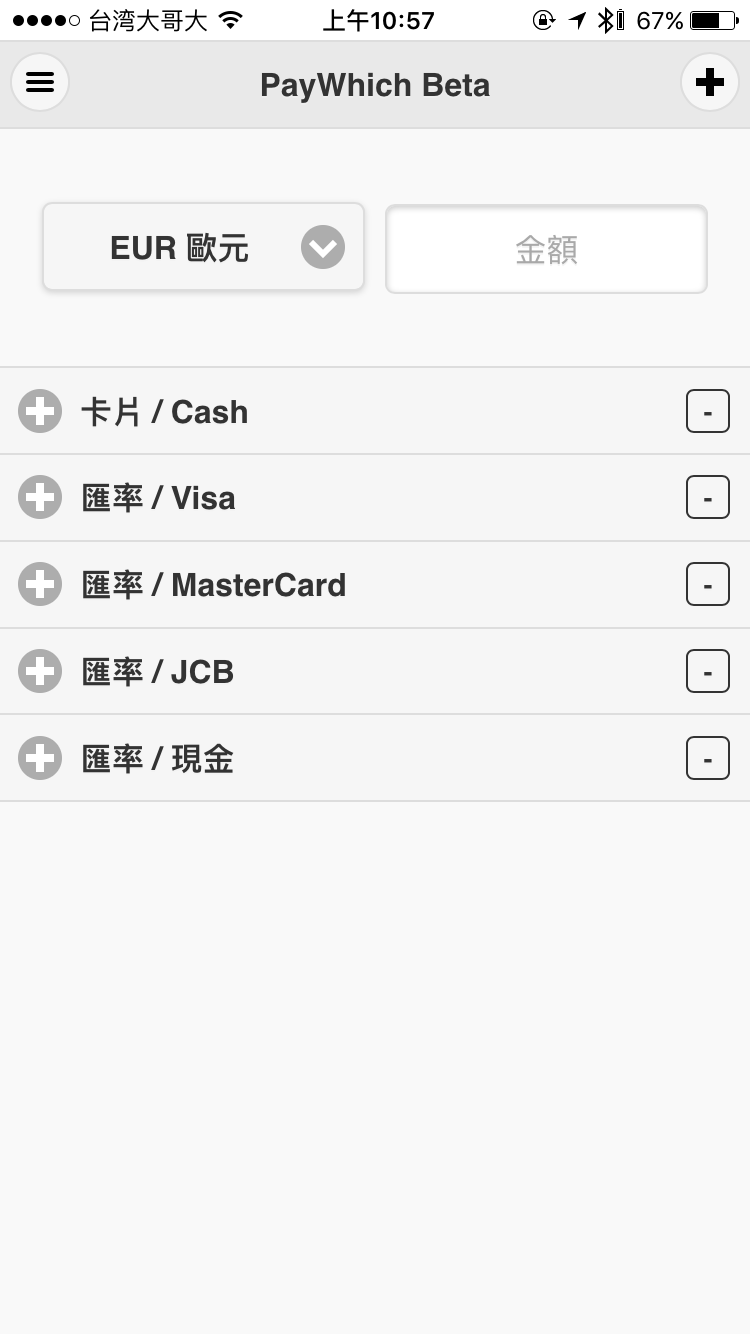 台湾大哥大 上午10:57 67%
PayWhich Beta
EUR 歐元 金額
卡片 / Cash -
匯率 / Visa -
匯率 / MasterCard -
匯率 / JCB -
匯率 / 現金 -